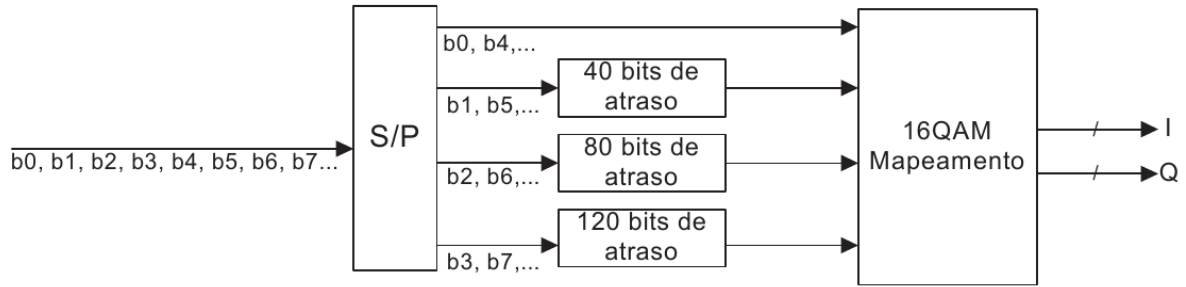 b0, b1, b2, b3, b4, b5, b6, b7...
S/P
b0, b4,...
b1, b5,...
40 bits de
atraso
b2, b6,...
80 bits de
atraso
b3, b7,...
120 bits de
atraso
16QAM
Mapeamento
I
Q